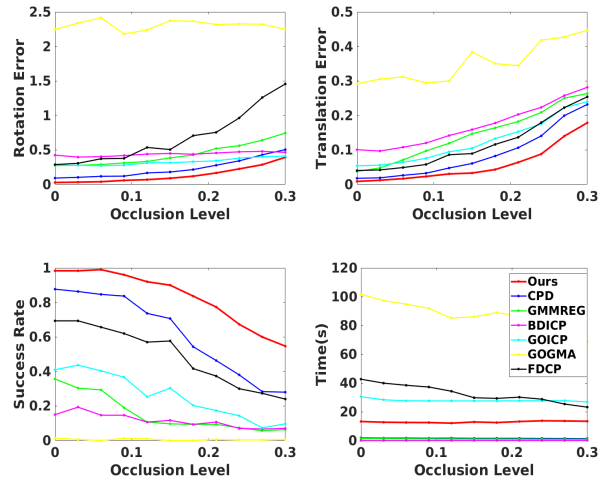 2.5
2
1.5
1
0.5
0
Rotation Error
0
0.1
0.2
0.3
Occlusion Level
0.5
0.4
0.3
0.2
0.1
0
Translation Error
0
0.1
0.2
0.3
Occlusion Level
1
0.8
0.6
0.4
0.2
0
Success Rate
0
0.1
0.2
0.3
Occlusion Level
120
100
80
60
40
20
0
Time(s)
0
0.1
0.2
0.3
Occlusion Level
Ours
CPD
GMMREG
BDICP
GOICP
GOGMA
FDCP